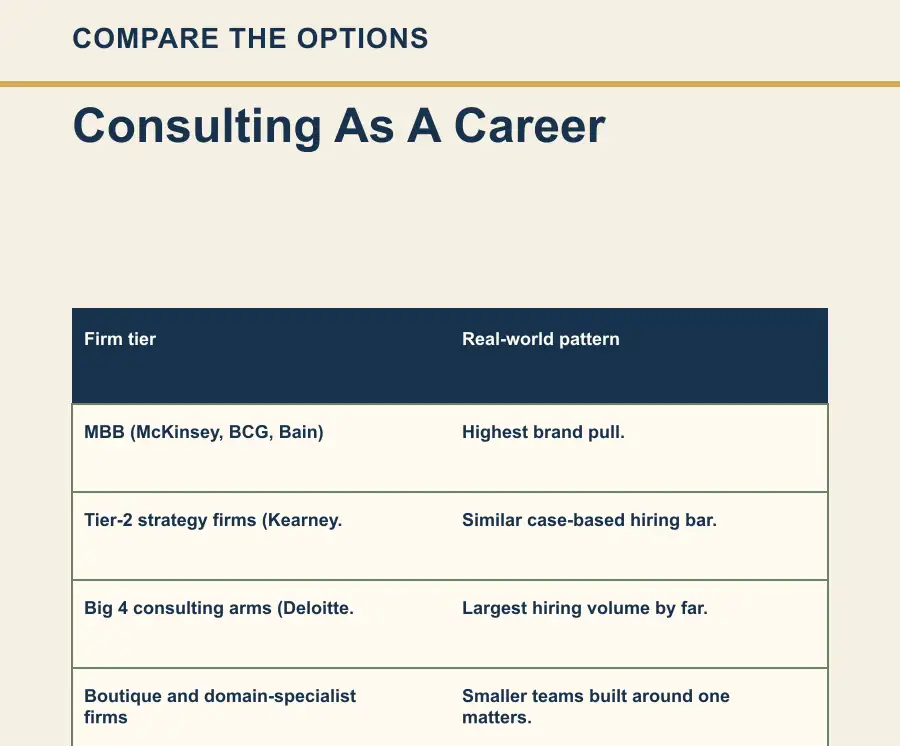 COMPARE THE OPTIONS
Consulting As A Career
Firm tier
Real-world pattern
MBB (McKinsey, BCG, Bain)
Highest brand pull.
Tier-2 strategy firms (Kearney.
Similar case-based hiring bar.
Big 4 consulting arms (Deloitte.
Largest hiring volume by far.
Boutique and domain-specialist
firms
Smaller teams built around one
matters.